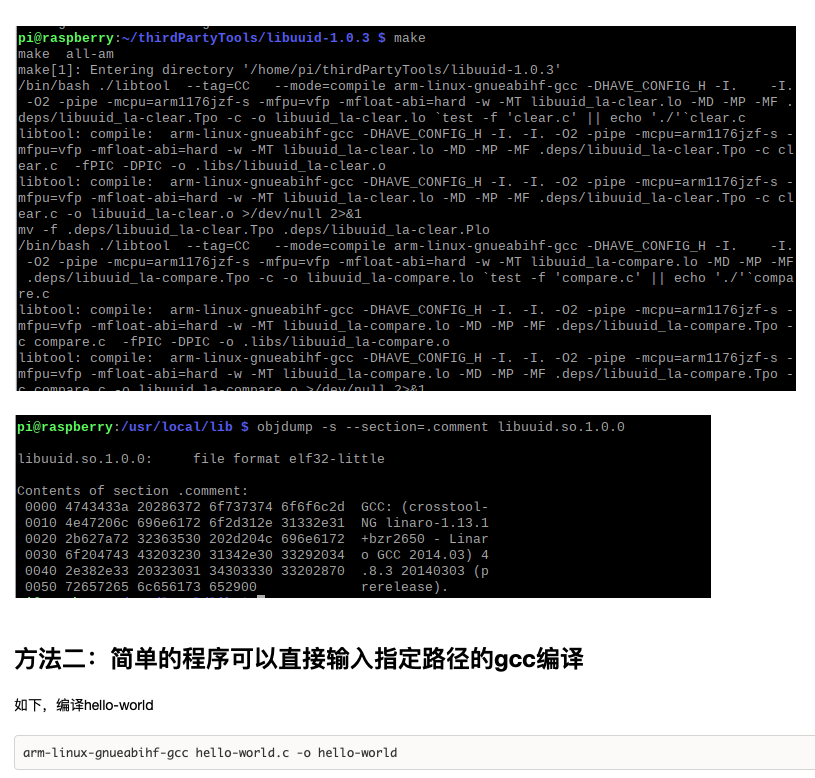 pi@raspberry:~/thirdPartyTools/libuuid-1.0.3 $ make
make  all-am
make[1]: Entering directory '/home/pi/thirdPartyTools/libuuid-1.0.3'
/bin/bash ./libtool  --tag=CC   --mode=compile arm-linux-gnueabihf-gcc -DHAVE_CONFIG_H -I.    -I.
 -O2 -pipe -mcpu=arm1176jzf-s -mfpu=vfp -mfloat-abi=hard -w -MT libuuid_la-clear.lo -MD -MP -MF .
deps/libuuid_la-clear.Tpo -c -o libuuid_la-clear.lo `test -f 'clear.c' || echo './'`clear.c
libtool: compile:  arm-linux-gnueabihf-gcc -DHAVE_CONFIG_H -I. -I. -O2 -pipe -mcpu=arm1176jzf-s -
mfpu=vfp -mfloat-abi=hard -w -MT libuuid_la-clear.lo -MD -MP -MF .deps/libuuid_la-clear.Tpo -c cl
ear.c  -fPIC -DPIC -o .libs/libuuid_la-clear.o
libtool: compile:  arm-linux-gnueabihf-gcc -DHAVE_CONFIG_H -I. -I. -O2 -pipe -mcpu=arm1176jzf-s -
mfpu=vfp -mfloat-abi=hard -w -MT libuuid_la-clear.lo -MD -MP -MF .deps/libuuid_la-clear.Tpo -c cl
ear.c -o libuuid_la-clear.o >/dev/null 2>&1
mv -f .deps/libuuid_la-clear.Tpo .deps/libuuid_la-clear.Plo
/bin/bash ./libtool  --tag=CC   --mode=compile arm-linux-gnueabihf-gcc -DHAVE_CONFIG_H -I.    -I.
 -O2 -pipe -mcpu=arm1176jzf-s -mfpu=vfp -mfloat-abi=hard -w -MT libuuid_la-compare.lo -MD -MP -MF
 .deps/libuuid_la-compare.Tpo -c -o libuuid_la-compare.lo `test -f 'compare.c' || echo './'`compa
re.c
libtool: compile:  arm-linux-gnueabihf-gcc -DHAVE_CONFIG_H -I. -I. -O2 -pipe -mcpu=arm1176jzf-s -
mfpu=vfp -mfloat-abi=hard -w -MT libuuid_la-compare.lo -MD -MP -MF .deps/libuuid_la-compare.Tpo -
c compare.c  -fPIC -DPIC -o .libs/libuuid_la-compare.o
libtool: compile:  arm-linux-gnueabihf-gcc -DHAVE_CONFIG_H -I. -I. -O2 -pipe -mcpu=arm1176jzf-s -
mfpu=vfp -mfloat-abi=hard -w -MT libuuid_la-compare.lo -MD -MP -MF .deps/libuuid_la-compare.Tpo -
c compare.c -o libuuid_la-compare.o >/dev/null 2>&1
pi@raspberry:/usr/local/lib $ objdump -s --section=.comment libuuid.so.1.0.0
libuuid.so.1.0.0:     file format elf32-little
Contents of section .comment:
 0000 4743433a 20286372 6f737374 6f6f6c2d  GCC: (crosstool-
 0010 4e47206c 696e6172 6f2d312e 31332e31  NG linaro-1.13.1
 0020 2b627a72 32363530 202d204c 696e6172  +bzr2650 - Linar
 0030 6f204743 43203230 31342e30 33292034  o GCC 2014.03) 4
 0040 2e382e33 20323031 34303330 33202870  .8.3 20140303 (p
 0050 72657265 6c656173 652900             rerelease).
方法二：简单的程序可以直接输入指定路径的gcc编译
如下，编译hello-world
arm-linux-gnueabihf-gcc hello-world.c -o hello-world